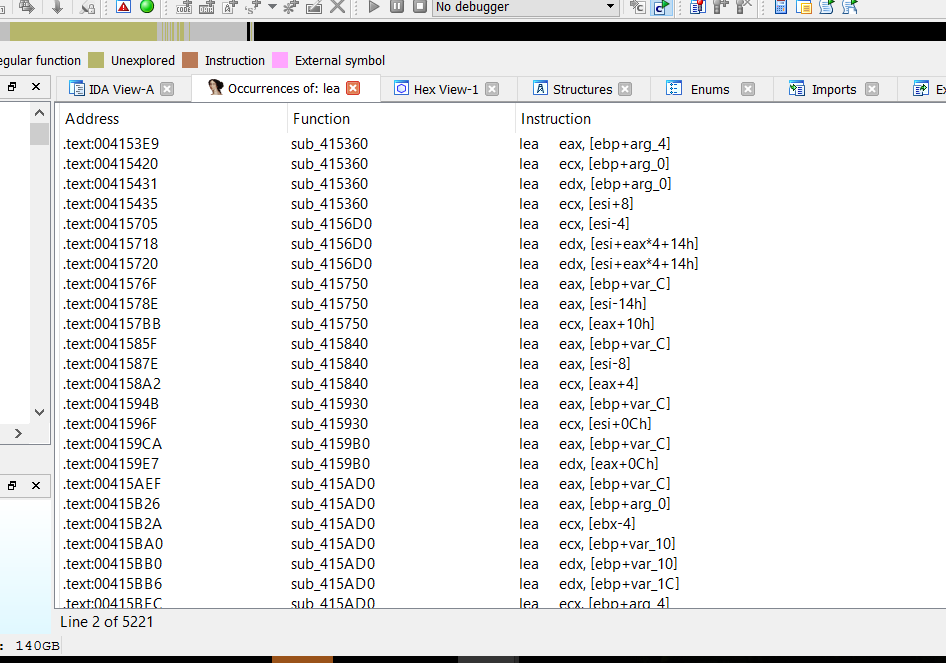 No debugger
egular function Unexplored Instruction External symbol
IDA View-A Occurrences of: lea Hex View-1 Structures Enums Imports Ex
Address Function Instruction
.text:004153E9 sub_415360 lea eax, [ebp+arg_4]
.text:00415420 sub_415360 lea ecx, [ebp+arg_0]
.text:00415431 sub_415360 lea edx, [ebp+arg_0]
.text:00415435 sub_415360 lea ecx, [esi+8]
.text:00415705 sub_4156D0 lea ecx, [esi-4]
.text:00415718 sub_4156D0 lea edx, [esi+eax*4+14h]
.text:00415720 sub_4156D0 lea edx, [esi+eax*4+14h]
.text:0041576F sub_415750 lea eax, [ebp+var_C]
.text:0041578E sub_415750 lea eax, [esi-14h]
.text:004157BB sub_415750 lea ecx, [eax+10h]
.text:0041585F sub_415840 lea eax, [ebp+var_C]
.text:0041587E sub_415840 lea eax, [esi-8]
.text:004158A2 sub_415840 lea ecx, [eax+4]
.text:0041594B sub_415930 lea eax, [ebp+var_C]
.text:0041596F sub_415930 lea ecx, [esi+0Ch]
.text:004159CA sub_4159B0 lea eax, [ebp+var_C]
.text:004159E7 sub_4159B0 lea edx, [eax+0Ch]
.text:00415AEF sub_415AD0 lea eax, [ebp+var_C]
.text:00415B26 sub_415AD0 lea eax, [ebp+arg_0]
.text:00415B2A sub_415AD0 lea ecx, [ebx-4]
.text:00415BA0 sub_415AD0 lea ecx, [ebp+var_10]
.text:00415BB0 sub_415AD0 lea edx, [ebp+var_10]
.text:00415BB6 sub_415AD0 lea edx, [ebp+var_1C]
.text:00415BEC sub_415AD0 lea ecx, [ebp+arg_4]
Line 2 of 5221
: 140GB